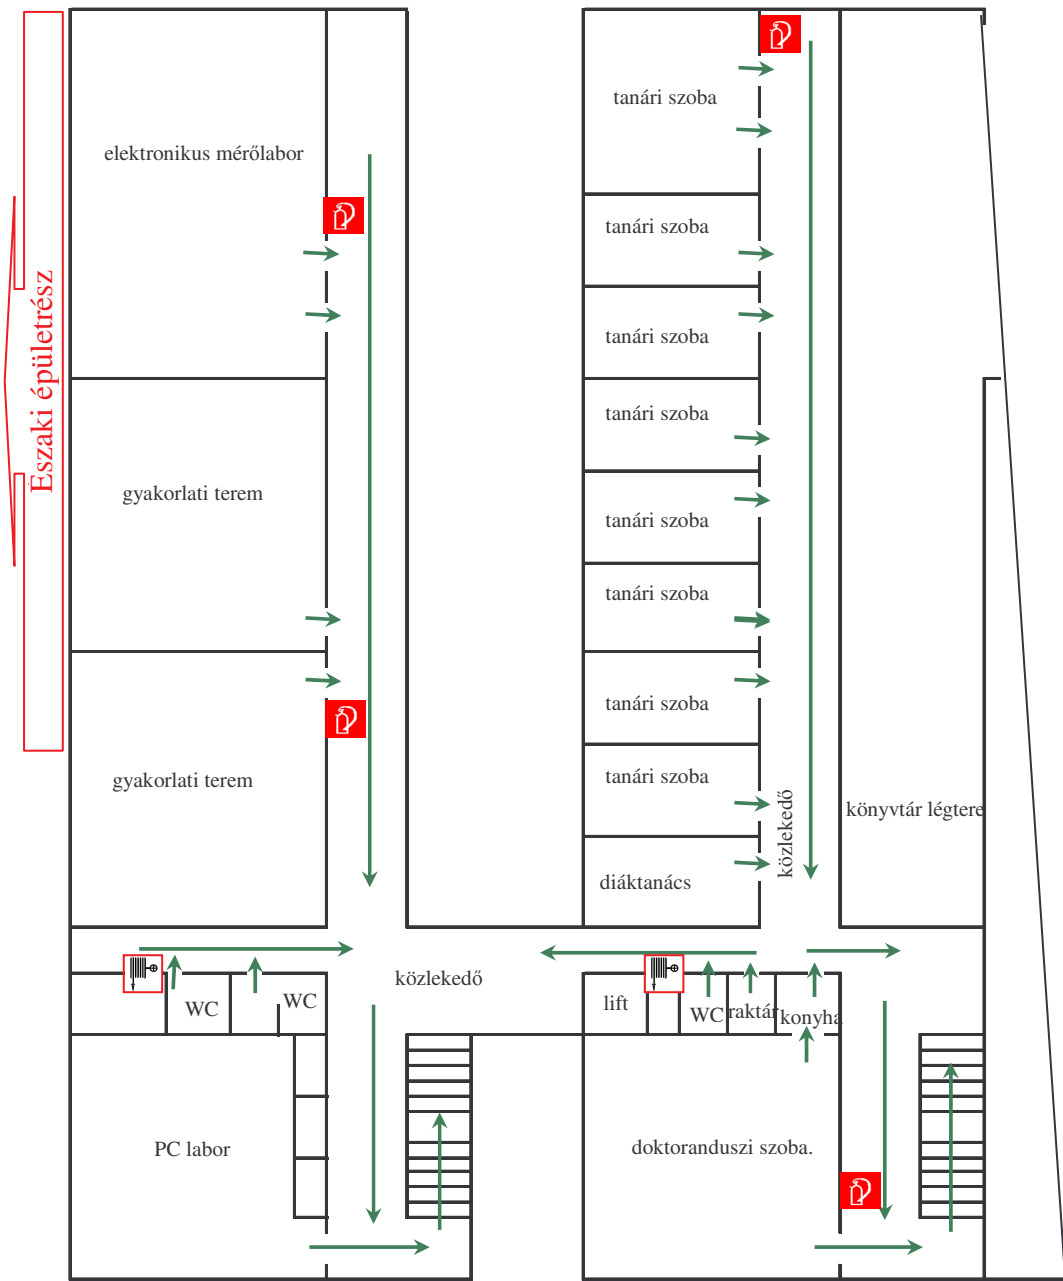 Északi épületrész
elektronikus mérőlabor
gyakorlati terem
gyakorlati terem
tanári szoba
tanári szoba
tanári szoba
tanári szoba
tanári szoba
tanári szoba
tanári szoba
tanári szoba
diáktanács
közlekedő
könyvtár légtere
közlekedő
WC
WC
lift
WC
raktár
konyha
PC labor
doktoranduszi szoba.